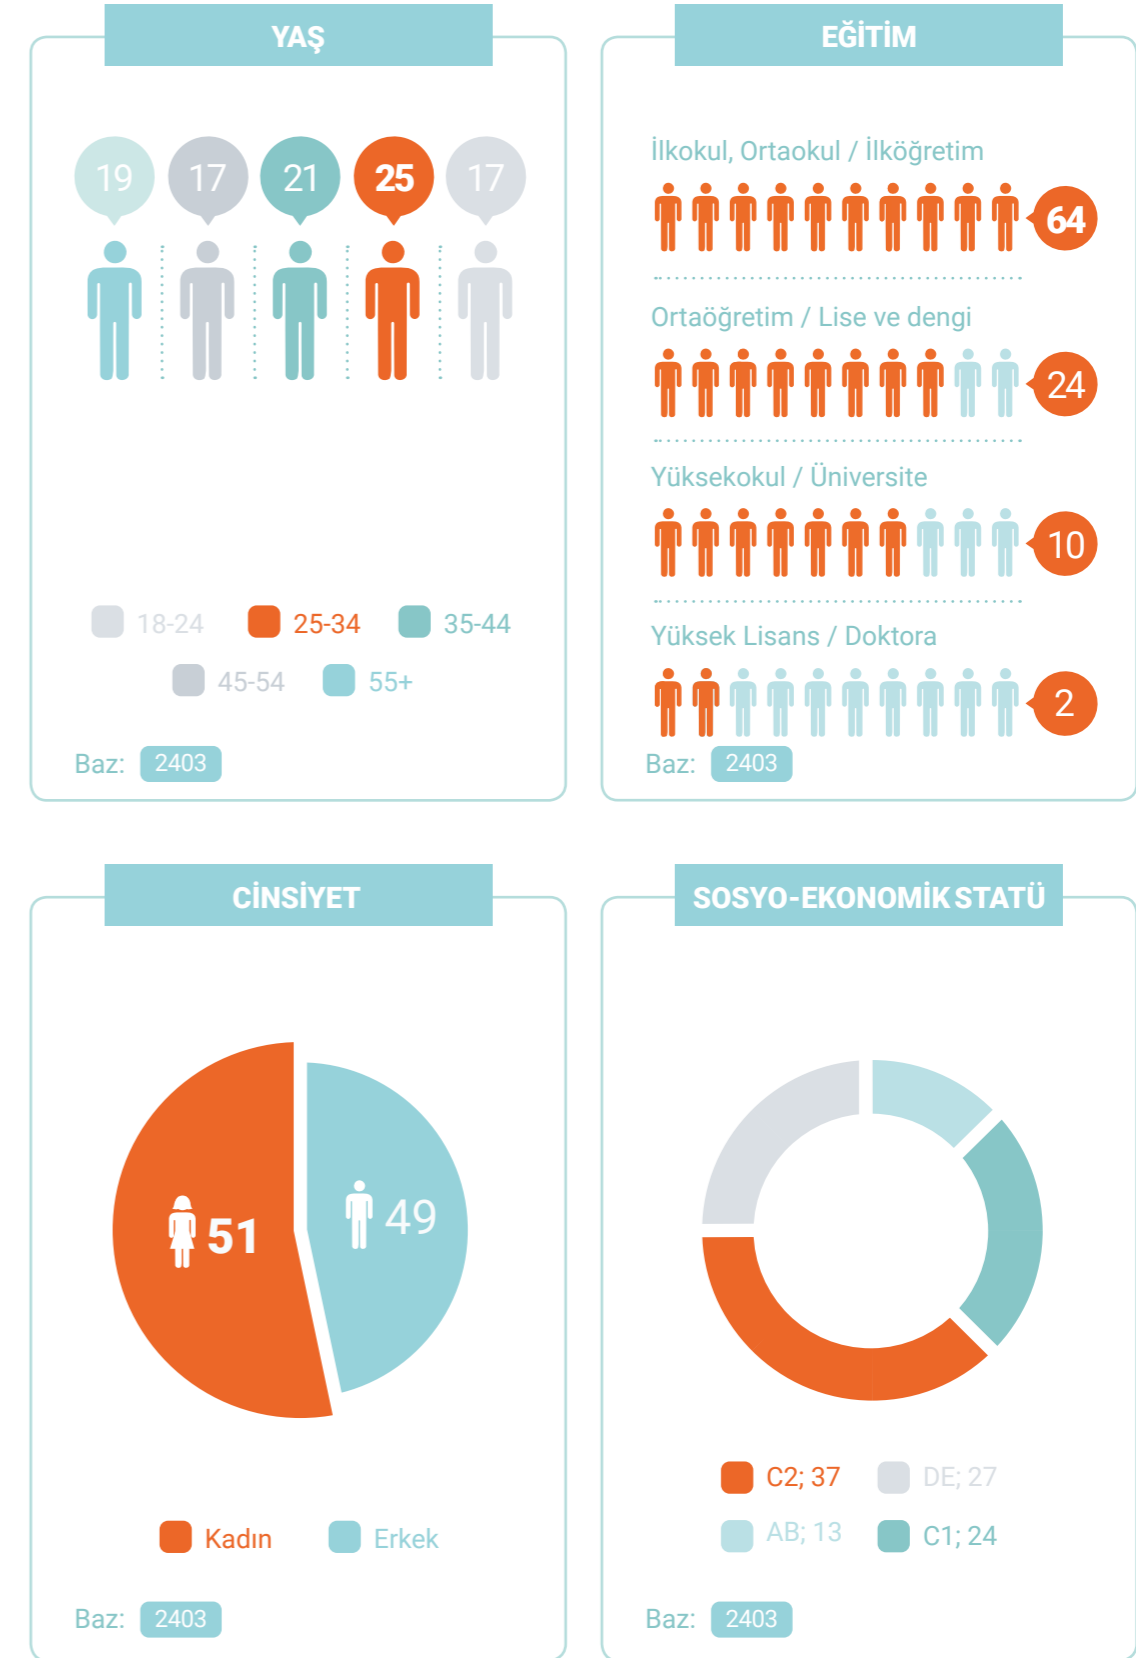 YAŞ
19 17 21 25 17
18-24 25-34 35-44
45-54 55+
Baz: 2403
EĞİTİM
İlkokul, Ortaokul / İlköğretim
64
Ortaöğretim / Lise ve dengi
24
Yüksekokul / Üniversite
10
Yüksek Lisans / Doktora
2
Baz: 2403
CİNSİYET
51 49
Kadın Erkek
Baz: 2403
SOSYO-EKONOMİK STATÜ
C2; 37 DE; 27
AB; 13 C1; 24
Baz: 2403